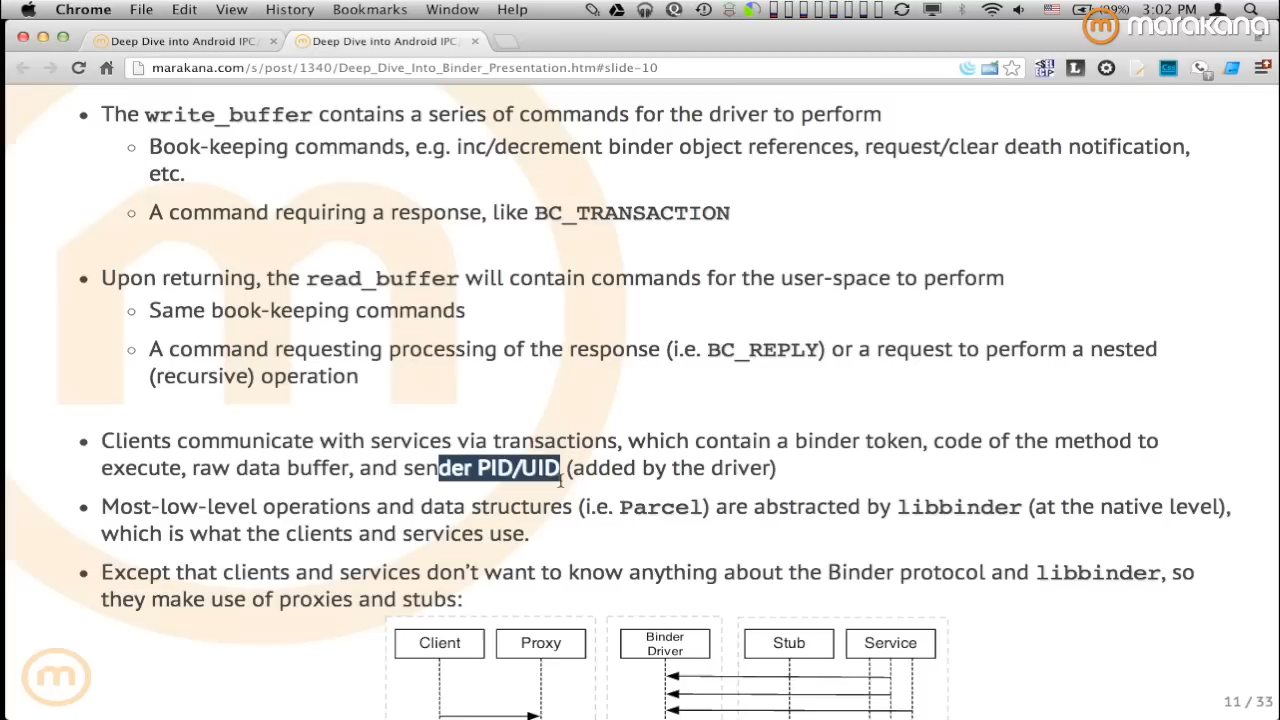 Chrome File Edit View History Bookmarks Window Help (99%) 3:02 PM
marakana
Deep Dive into Android IPC Deep Dive into Android IPC
marakana.com/s/post/1340/Deep_Dive_Into_Binder_Presentation.htm#slide-10
• The write_buffer contains a series of commands for the driver to perform
◦ Book-keeping commands, e.g. inc/decrement binder object references, request/clear death notification,
etc.
◦ A command requiring a response, like BC_TRANSACTION
• Upon returning, the read_buffer will contain commands for the user-space to perform
◦ Same book-keeping commands
◦ A command requesting processing of the response (i.e. BC_REPLY) or a request to perform a nested
(recursive) operation
• Clients communicate with services via transactions, which contain a binder token, code of the method to
execute, raw data buffer, and sender PID/UID (added by the driver)
• Most-low-level operations and data structures (i.e. Parcel) are abstracted by libbinder (at the native level),
which is what the clients and services use.
• Except that clients and services don’t want to know anything about the Binder protocol and libbinder, so
they make use of proxies and stubs:
Client Proxy Binder Driver Stub Service
11 / 33